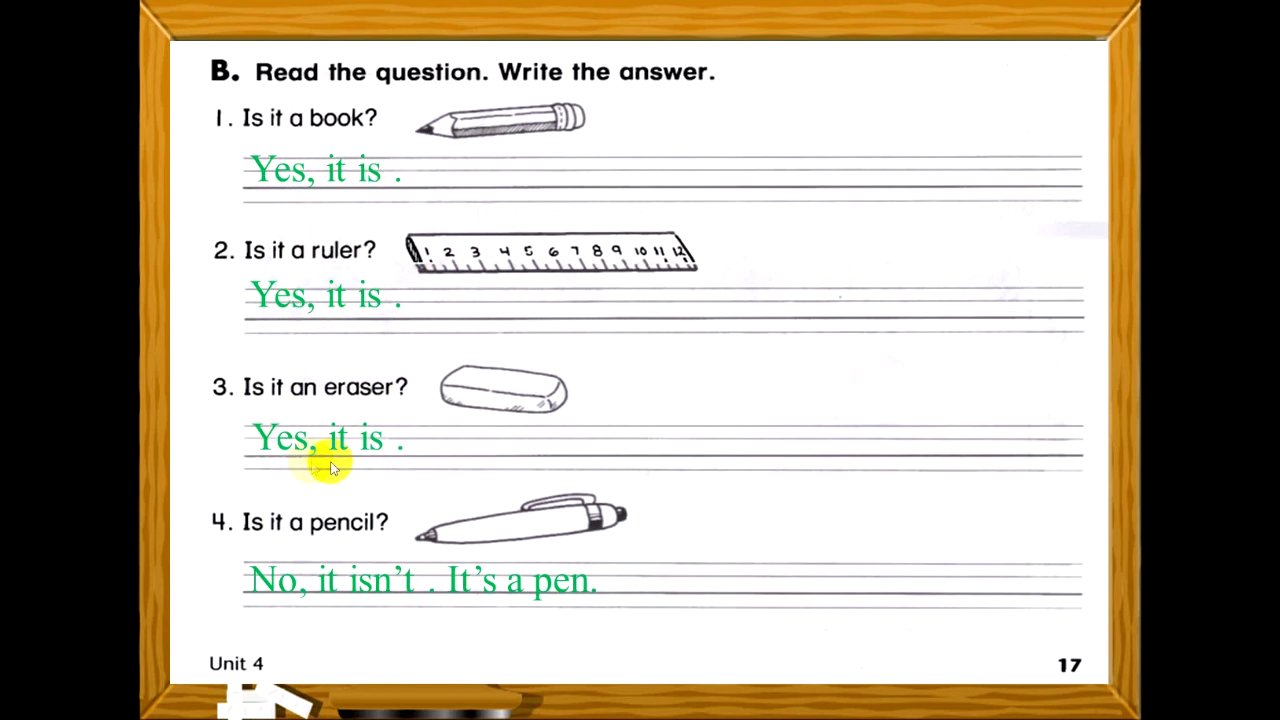 B. Read the question. Write the answer.
1. Is it a book?
Yes, it is .
2. Is it a ruler?
1 2 3 4 5 6 7 8 9 10 11 12
Yes, it is .
3. Is it an eraser?
Yes, it is .
4. Is it a pencil?
No, it isn't . It's a pen.
Unit 4
17